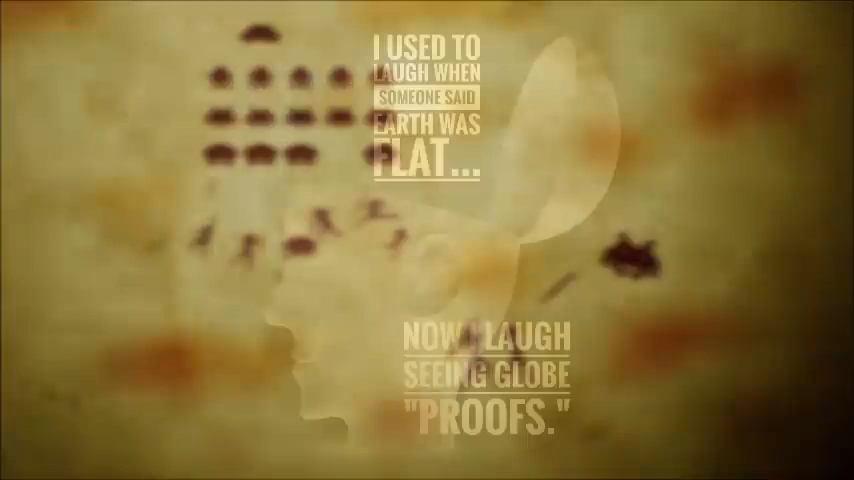 I USED TO
LAUGH WHEN
SOMEONE SAID
EARTH WAS
FLAT...
NOW I LAUGH
SEEING GLOBE
"PROOFS."